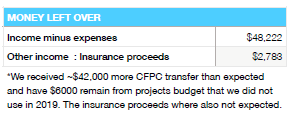 MONEY LEFT OVER
Income minus expenses $48,222
Other income : Insurance proceeds $2,783
*We received ~$42,000 more CFPC transfer than expected
and have $6000 remain from projects budget that we did not
use in 2019. The insurance proceeds where also not expected.